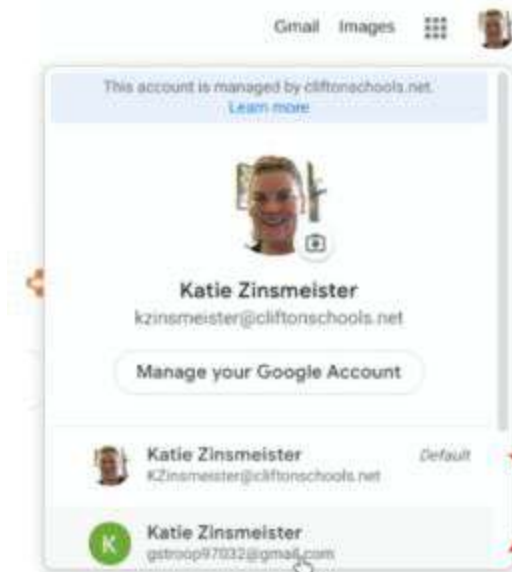 Gmail Images
This account is managed by cliftonschools.net.
Learn more
Katie Zinsmeister
kzinsmeister@cliftonschools.net
Manage your Google Account
Katie Zinsmeister Default
KZinsmeister@cliftonschools.net
K Katie Zinsmeister
gstroop97032@gmail.com